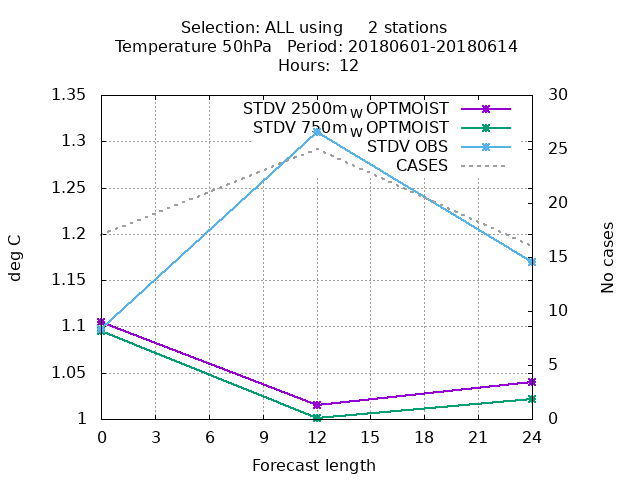 Selection: ALL using 2 stations
Temperature 50hPa Period: 20180601-20180614
Hours: 12
1.35
1.3
1.25
1.2
1.15
1.1
1.05
1
deg C
STDV 2500m_W OPTMOIST
STDV 750m_W OPTMOIST
STDV OBS
CASES
30
25
20
15
10
5
0
No cases
0 3 6 9 12 15 18 21 24
Forecast length